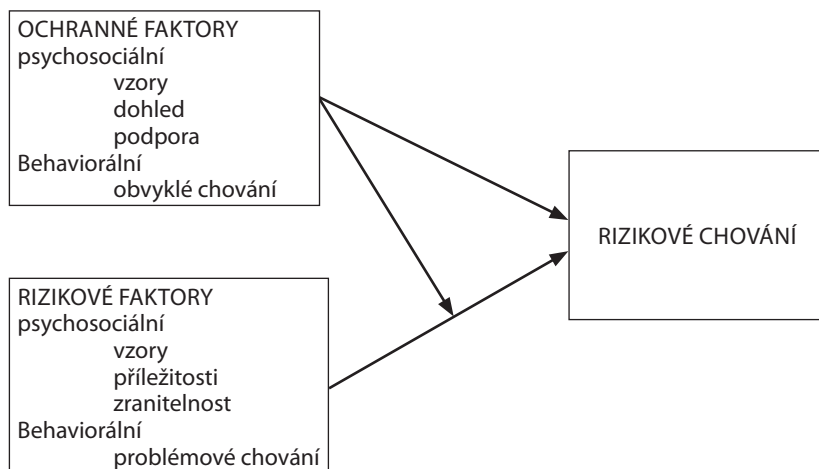 OCHRANNÉ FAKTORY
psychosociální
vzory
dohled
podpora
Behaviorální
obvyklé chování
RIZIKOVÉ CHOVÁNÍ
RIZIKOVÉ FAKTORY
psychosociální
vzory
příležitosti
zranitelnost
Behaviorální
problémové chování